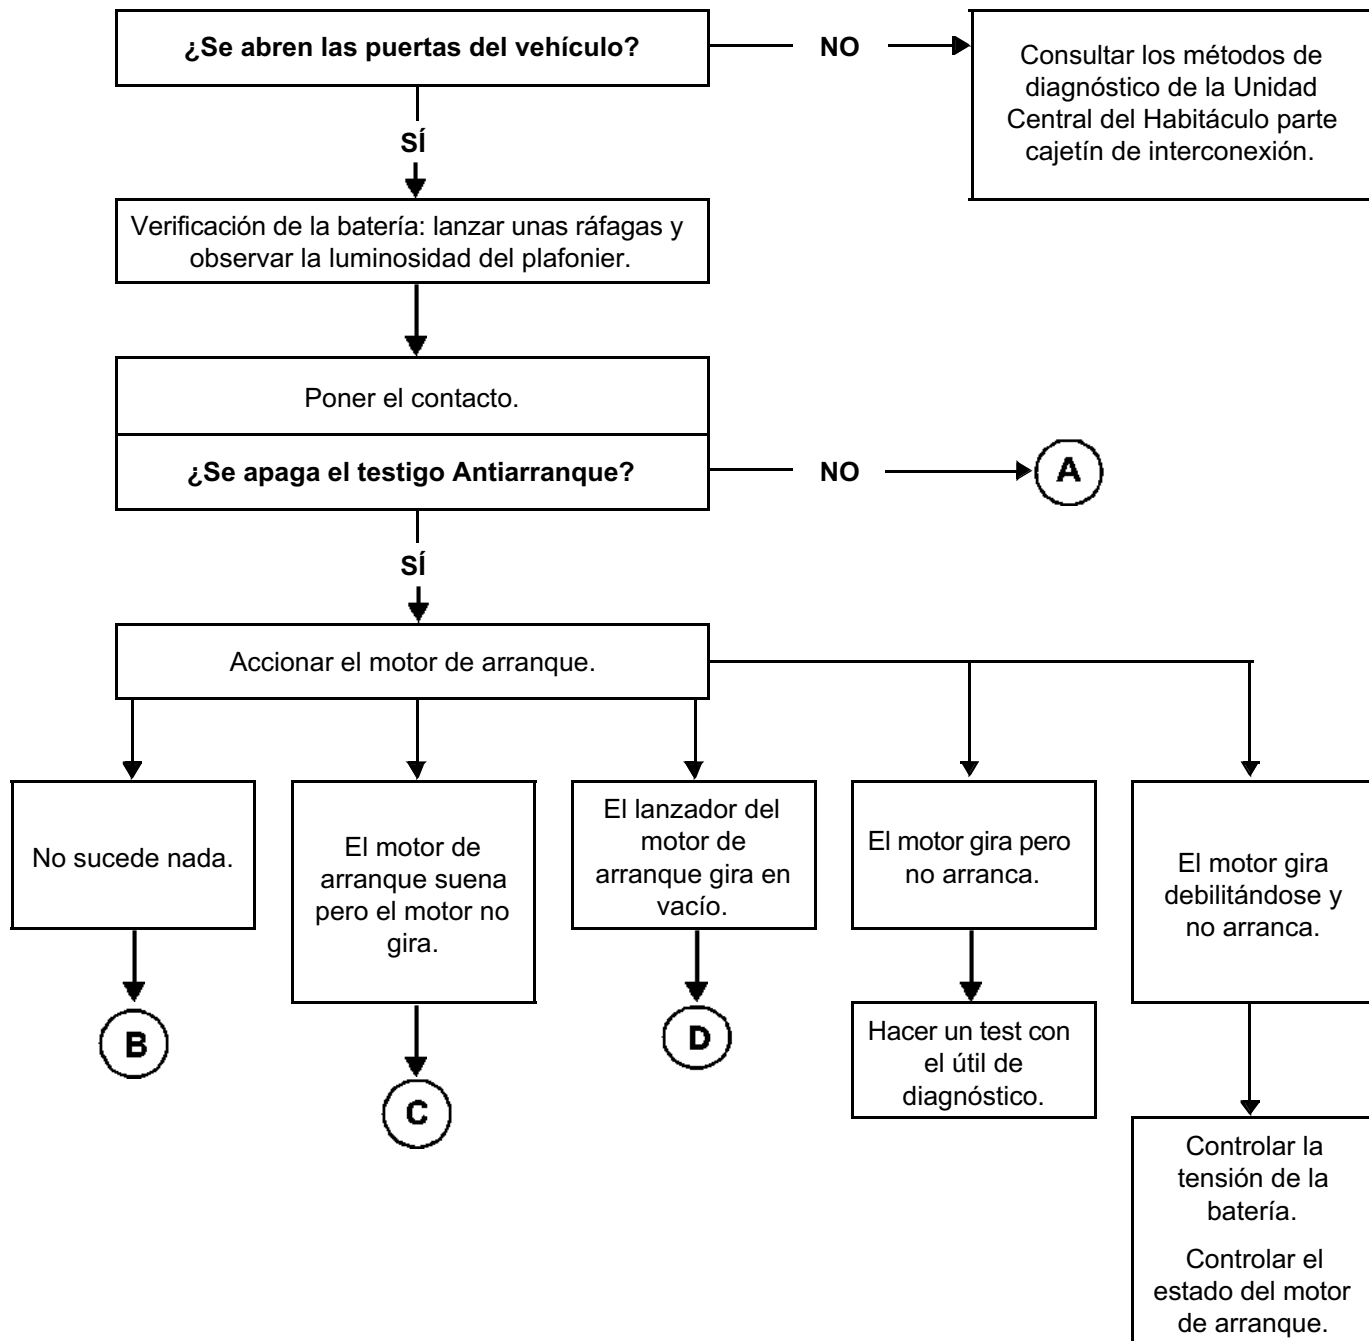 ¿Se abren las puertas del vehículo?
NO
Consultar los métodos de
diagnóstico de la Unidad
Central del Habitáculo parte
cajetín de interconexión.
SÍ
Verificación de la batería: lanzar unas ráfagas y
observar la luminosidad del plafonier.
Poner el contacto.
¿Se apaga el testigo Antiarranque?
NO
A
SÍ
Accionar el motor de arranque.
No sucede nada.
El motor de
arranque suena
pero el motor no
gira.
El lanzador del
motor de
arranque gira en
vacío.
El motor gira pero
no arranca.
El motor gira
debilitándose y
no arranca.
B
C
D
Hacer un test con
el útil de
diagnóstico.
Controlar la
tensión de la
batería.
Controlar el
estado del motor
de arranque.